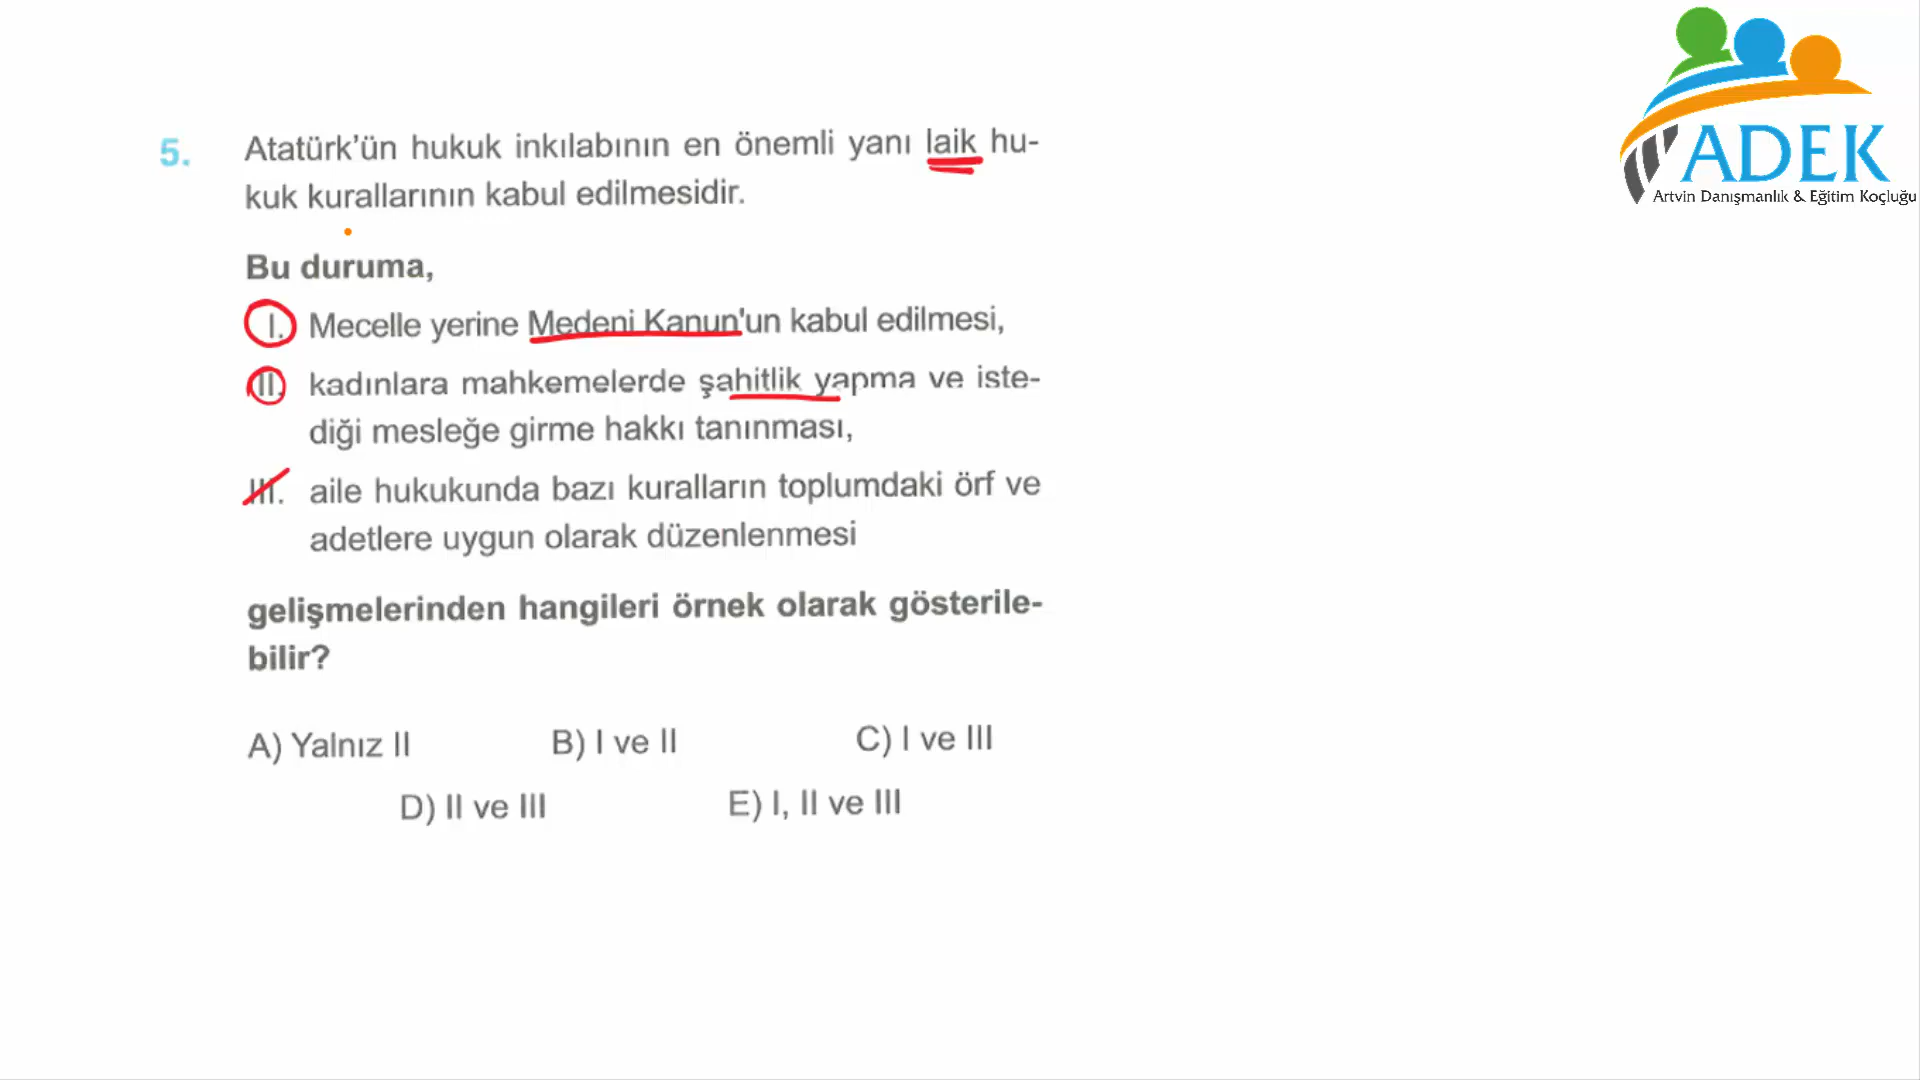 ADEK
Artvin Danışmanlık & Eğitim Koçluğu
5. Atatürk’ün hukuk inkılabının en önemli yanı laik hu-
kuk kurallarının kabul edilmesidir.
Bu duruma,
I. Mecelle yerine Medeni Kanun'un kabul edilmesi,
II. kadınlara mahkemelerde şahitlik yapma ve iste-
diği mesleğe girme hakkı tanınması,
III. aile hukukunda bazı kuralların toplumdaki örf ve
adetlere uygun olarak düzenlenmesi
gelişmelerinden hangileri örnek olarak gösterile-
bilir?
A) Yalnız II B) I ve II C) I ve III
D) II ve III E) I, II ve III